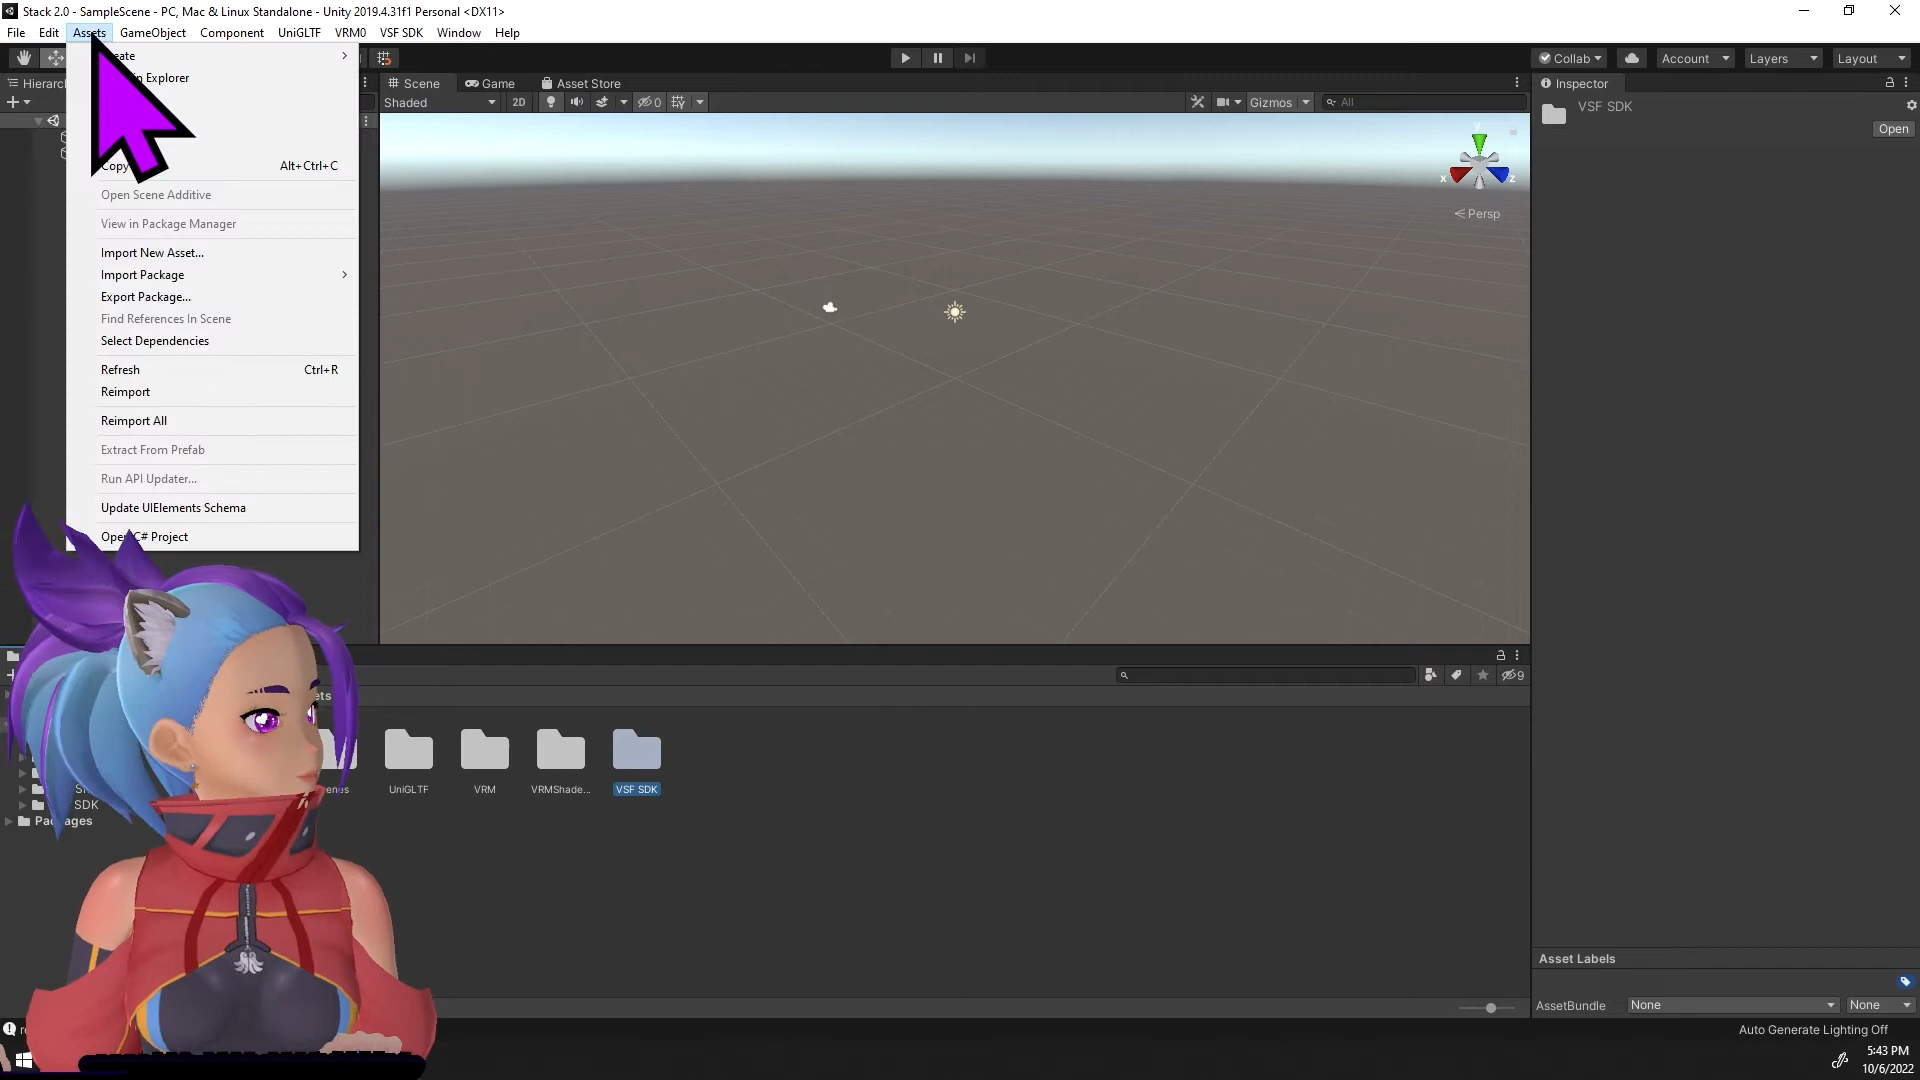 Stack 2.0 - SampleScene - PC, Mac & Linux Standalone - Unity 2019.4.31f1 Personal <DX11>
File Edit Assets GameObject Component UniGLTF VRM0 VSF SDK Window Help
Collab Account Layers Layout
Scene Game Asset Store
Inspector
Shaded 2D 0 Gizmos All
VSF SDK
Open
in Explorer
Copy Alt+Ctrl+C
Open Scene Additive
View in Package Manager
Import New Asset...
Import Package
Export Package...
Find References In Scene
Select Dependencies
Refresh Ctrl+R
Reimport
Reimport All
Extract From Prefab
Run API Updater...
Update UIElements Schema
Open C# Project
y
x z
Persp
9
UniGLTF VRM VRMShade... VSF SDK
SDK
Packages
Asset Labels
AssetBundle None None
Auto Generate Lighting Off
5:43 PM
10/6/2022